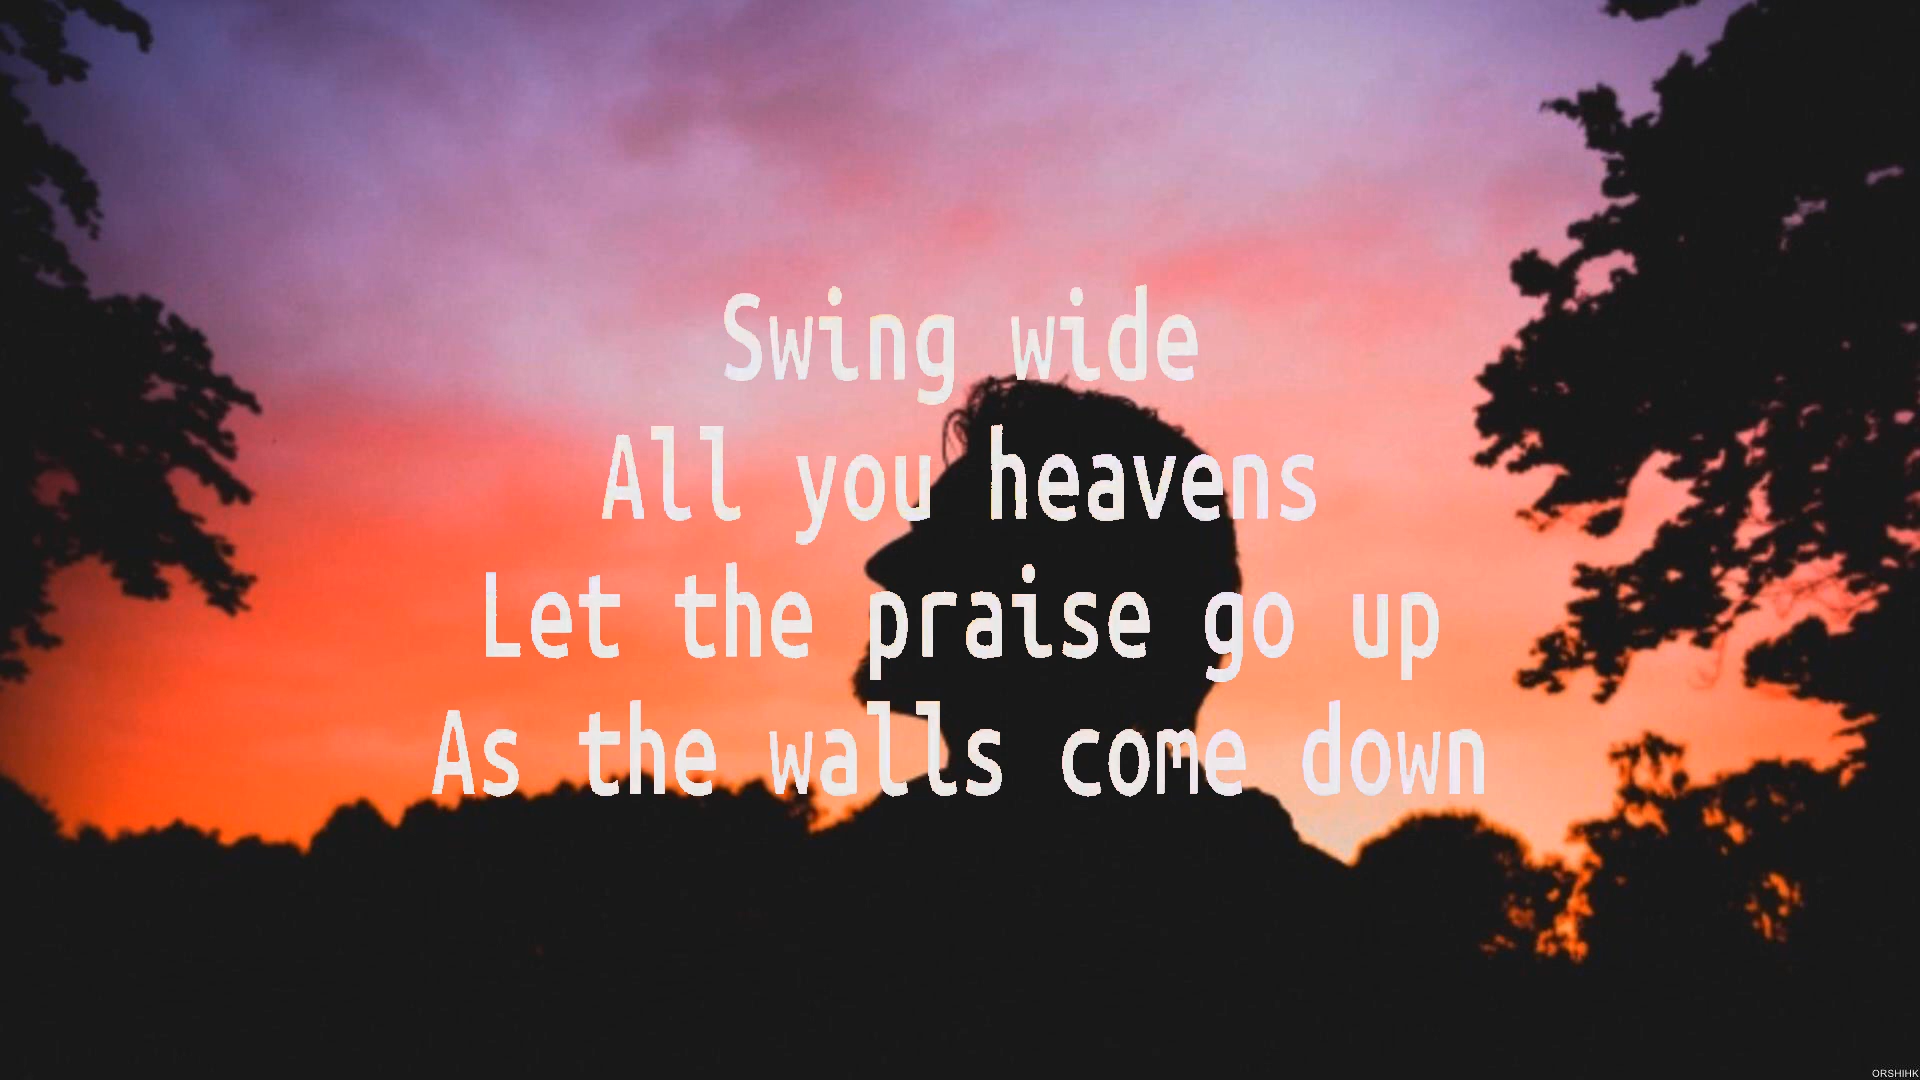 Swing wide
All you heavens
Let the praise go up
As the walls come down
ORSHIHK